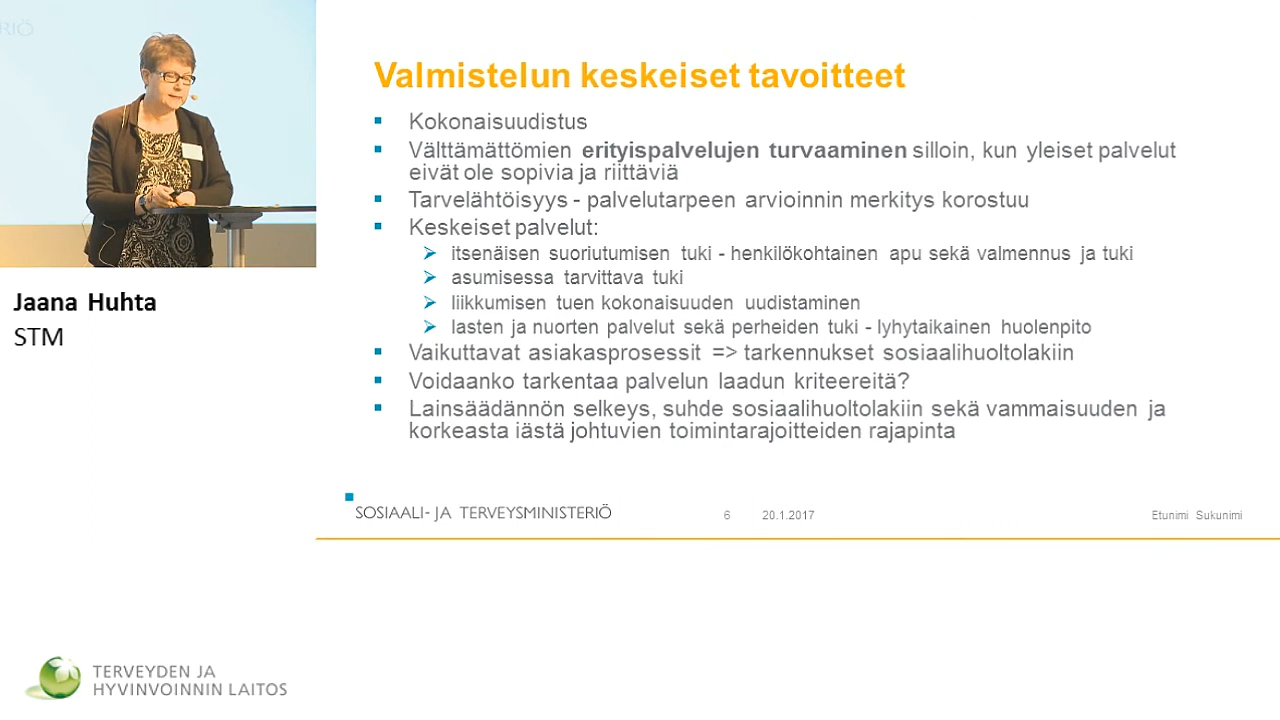 RIÖ
Valmistelun keskeiset tavoitteet
Kokonaisuudistus
Välttämättömien erityispalvelujen turvaaminen silloin, kun yleiset palvelut
eivät ole sopivia ja riittäviä
Tarvelähtöisyys - palvelutarpeen arvioinnin merkitys korostuu
Keskeiset palvelut:
itsenäisen suoriutumisen tuki - henkilökohtainen apu sekä valmennus ja tuki
asumisessa tarvittava tuki
liikkumisen tuen kokonaisuuden uudistaminen
lasten ja nuorten palvelut sekä perheiden tuki - lyhytaikainen huolenpito
Vaikuttavat asiakasprosessit => tarkennukset sosiaalihuoltolakiin
Voidaanko tarkentaa palvelun laadun kriteereitä?
Lainsäädännön selkeys, suhde sosiaalihuoltolakiin sekä vammaisuuden ja
korkeasta iästä johtuvien toimintarajoitteiden rajapinta
SOSIAALI- JA TERVEYSMINISTERIÖ
6 20.1.2017 Etunimi Sukunimi
Jaana Huhta
STM
TERVEYDEN JA
HYVINVOINNIN LAITOS